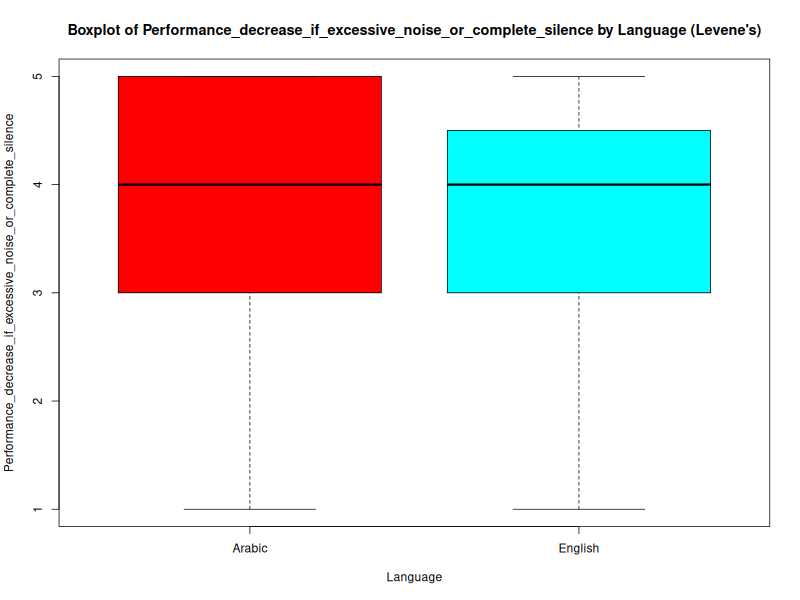 Boxplot of Performance_decrease_if_excessive_noise_or_complete_silence by Language (Levene's)
Performance_decrease_if_excessive_noise_or_complete_silence
5
4
3
2
1
Arabic English
Language